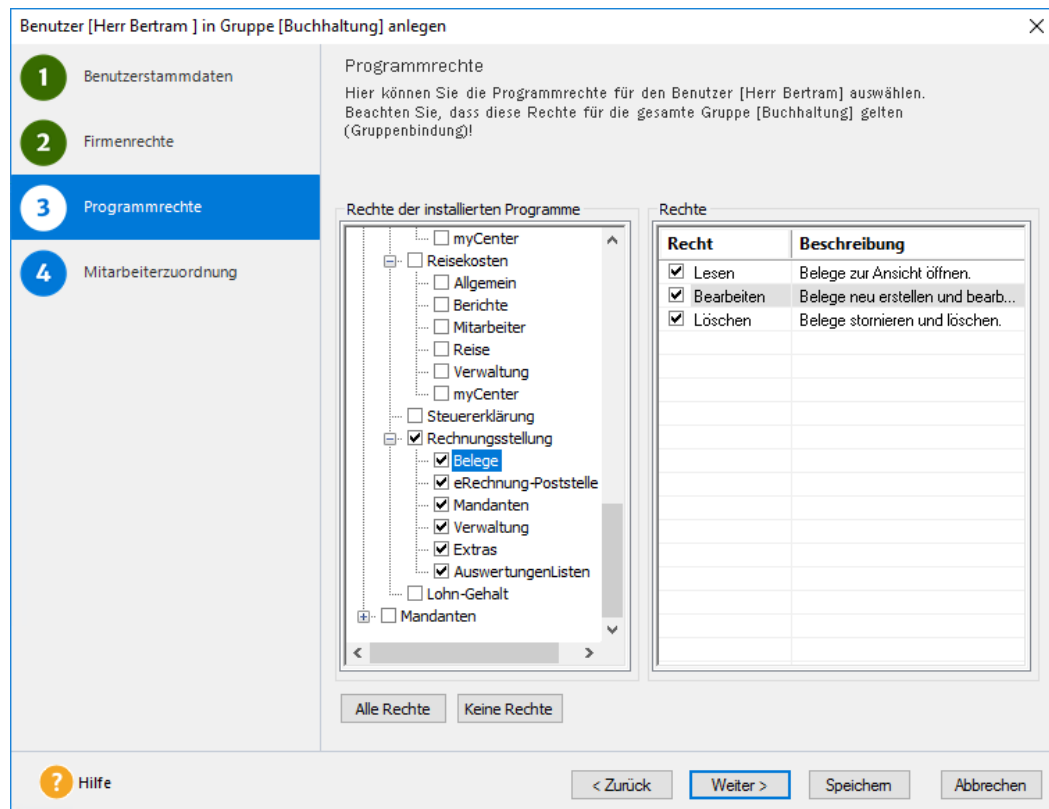 Benutzer [Herr Bertram ] in Gruppe [Buchhaltung] anlegen
1 Benutzerstammdaten
2 Firmenrechte
3 Programmrechte
4 Mitarbeiterzuordnung
Programmrechte
Hier können Sie die Programmrechte für den Benutzer [Herr Bertram] auswählen.
Beachten Sie, dass diese Rechte für die gesamte Gruppe [Buchhaltung] gelten
(Gruppenbindung)!
Rechte der installierten Programme
myCenter
Reisekosten
Allgemein
Berichte
Mitarbeiter
Reise
Verwaltung
myCenter
Steuererklärung
Rechnungsstellung
Belege
eRechnung-Poststelle
Mandanten
Verwaltung
Extras
AuswertungenListen
Lohn-Gehalt
Mandanten
Rechte
Recht Beschreibung
Lesen Belege zur Ansicht öffnen.
Bearbeiten Belege neu erstellen und bearb...
Löschen Belege stornieren und löschen.
Alle Rechte Keine Rechte
? Hilfe
< Zurück Weiter > Speichern Abbrechen